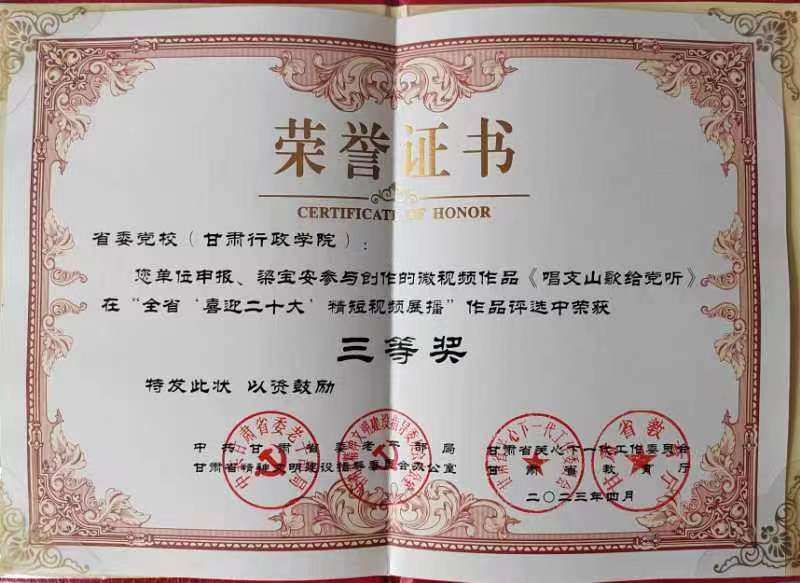 荣誉证书
CERTIFICATE OF HONOR
省委党校(甘肃行政学院):
您单位申报、梁宝安参与创作的微视频作品《唱支山歌给党听》
在“全省‘喜迎二十大’精短视频展播”作品评选中荣获
三等奖
特发此状 以资鼓励
中共甘肃省委老干部局 甘肃省关心下一代工作委员会
甘肃省精神文明建设指导委员会办公室 甘肃省教育厅
二〇二三年四月